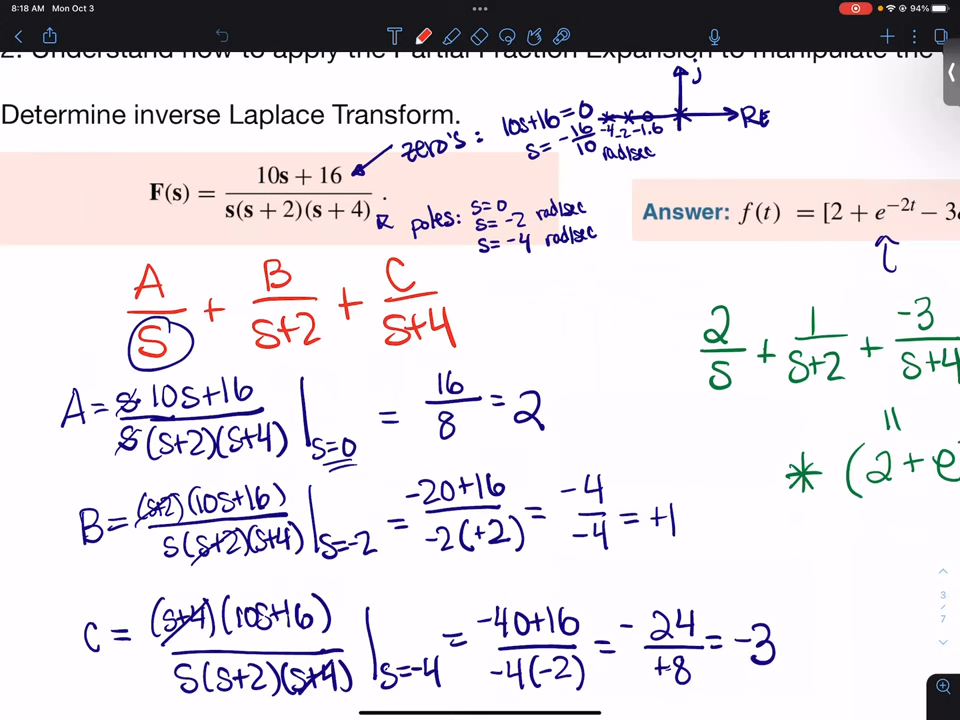 8:18 AM Mon Oct 3
94%
2. Understand how to apply the Partial Fraction Expansion to manipulate the
Determine inverse Laplace Transform.
j
RE
-4 -2 -1.6
rad/sec
zero's : 10s+16=0
s= -16/10
F(s) = 10s + 16 / s(s + 2)(s + 4) .
poles: s=0
s=-2 rad/sec
s=-4 rad/sec
Answer: f(t) = [2 + e^{-2t} − 3
A/s + B/s+2 + C/s+4
2/s + 1/s+2 + -3/s+4
A= s 10s+16 / s(s+2)(s+4) | s=0 = 16/8 = 2
=
* (2+e
B= (s+2)(10s+16) / s(s+2)(s+4) | s=-2 = -20+16 / -2(+2) = -4/-4 = +1
C = (s+4)(10s+16) / s(s+2)(s+4) | s=-4 = -40+16 / -4(-2) = - 24/+8 = -3
3
/
7